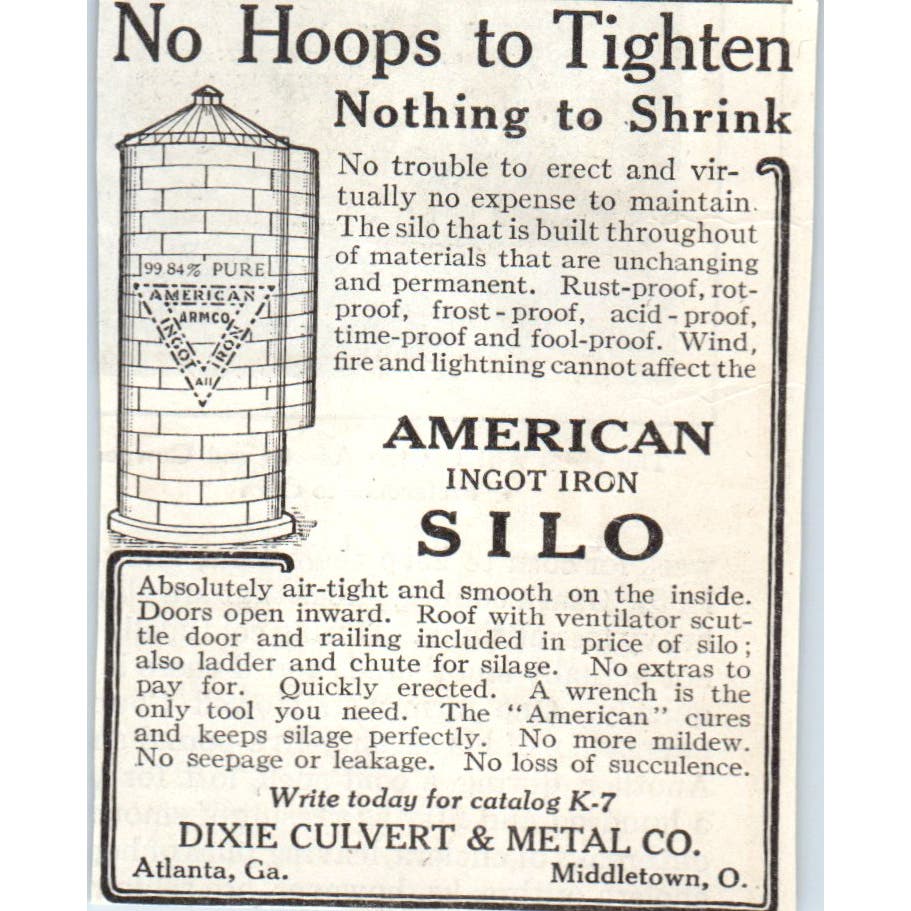 No Hoops to Tighten
Nothing to Shrink
No trouble to erect and vir-
tually no expense to maintain.
The silo that is built throughout
of materials that are unchanging
and permanent. Rust-proof, rot-
proof, frost-proof, acid-proof,
time-proof and fool-proof. Wind,
fire and lightning cannot affect the
99.84% PURE
AMERICAN
ARMCO
INGOT IRON
All
AMERICAN
INGOT IRON
SILO
Absolutely air-tight and smooth on the inside.
Doors open inward. Roof with ventilator scut-
tle door and railing included in price of silo;
also ladder and chute for silage. No extras to
pay for. Quickly erected. A wrench is the
only tool you need. The "American" cures
and keeps silage perfectly. No more mildew.
No seepage or leakage. No loss of succulence.
Write today for catalog K-7
DIXIE CULVERT & METAL CO.
Atlanta, Ga. Middletown, O.